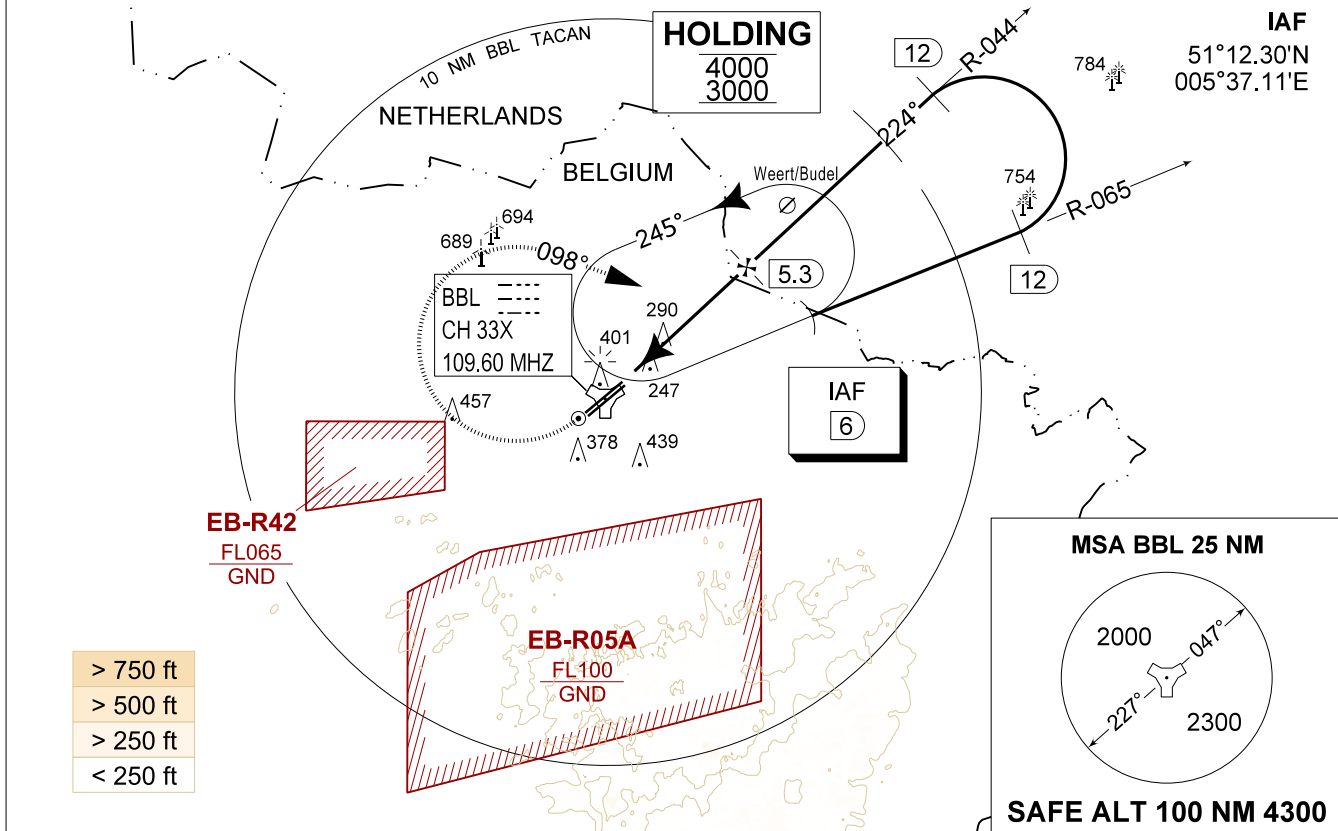 10 NM BBL TACAN
HOLDING
4000
3000
12
R-044
784
IAF
51°12.30'N
005°37.11'E
NETHERLANDS
BELGIUM
224°
Weert/Budel
754
R-065
694
689
098°
245°
5.3
12
BBL
CH 33X
109.60 MHZ
290
401
247
IAF
6
457
378
439
EB-R42
FL065
GND
EB-R05A
FL100
GND
> 750 ft
> 500 ft
> 250 ft
< 250 ft
MSA BBL 25 NM
2000
047°
227°
2300
SAFE ALT 100 NM 4300